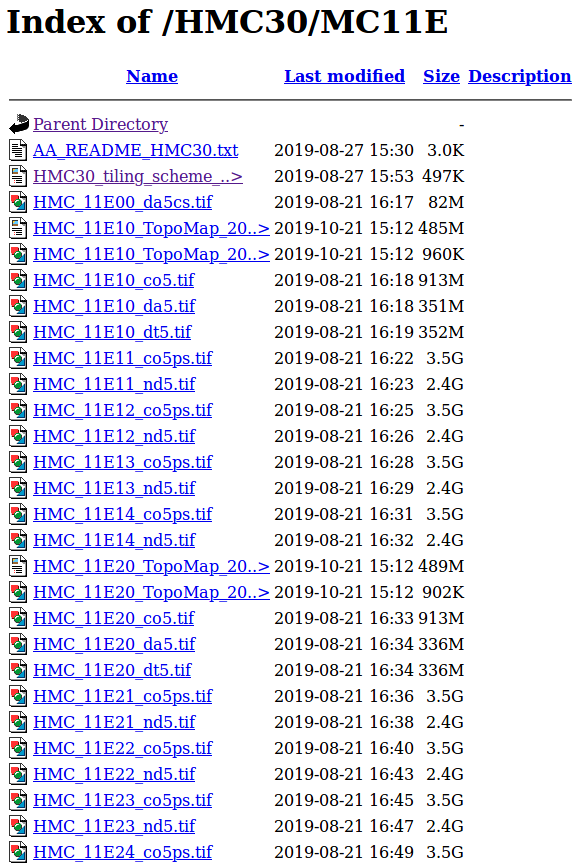 Index of /HMC30/MC11E
Name Last modified Size Description
Parent Directory -
AA_README_HMC30.txt 2019-08-27 15:30 3.0K
HMC30_tiling_scheme_..> 2019-08-27 15:53 497K
HMC_11E00_da5cs.tif 2019-08-21 16:17 82M
HMC_11E10_TopoMap_20..> 2019-10-21 15:12 485M
HMC_11E10_TopoMap_20..> 2019-10-21 15:12 960K
HMC_11E10_co5.tif 2019-08-21 16:18 913M
HMC_11E10_da5.tif 2019-08-21 16:18 351M
HMC_11E10_dt5.tif 2019-08-21 16:19 352M
HMC_11E11_co5ps.tif 2019-08-21 16:22 3.5G
HMC_11E11_nd5.tif 2019-08-21 16:23 2.4G
HMC_11E12_co5ps.tif 2019-08-21 16:25 3.5G
HMC_11E12_nd5.tif 2019-08-21 16:26 2.4G
HMC_11E13_co5ps.tif 2019-08-21 16:28 3.5G
HMC_11E13_nd5.tif 2019-08-21 16:29 2.4G
HMC_11E14_co5ps.tif 2019-08-21 16:31 3.5G
HMC_11E14_nd5.tif 2019-08-21 16:32 2.4G
HMC_11E20_TopoMap_20..> 2019-10-21 15:12 489M
HMC_11E20_TopoMap_20..> 2019-10-21 15:12 902K
HMC_11E20_co5.tif 2019-08-21 16:33 913M
HMC_11E20_da5.tif 2019-08-21 16:34 336M
HMC_11E20_dt5.tif 2019-08-21 16:34 336M
HMC_11E21_co5ps.tif 2019-08-21 16:36 3.5G
HMC_11E21_nd5.tif 2019-08-21 16:38 2.4G
HMC_11E22_co5ps.tif 2019-08-21 16:40 3.5G
HMC_11E22_nd5.tif 2019-08-21 16:43 2.4G
HMC_11E23_co5ps.tif 2019-08-21 16:45 3.5G
HMC_11E23_nd5.tif 2019-08-21 16:47 2.4G
HMC_11E24_co5ps.tif 2019-08-21 16:49 3.5G